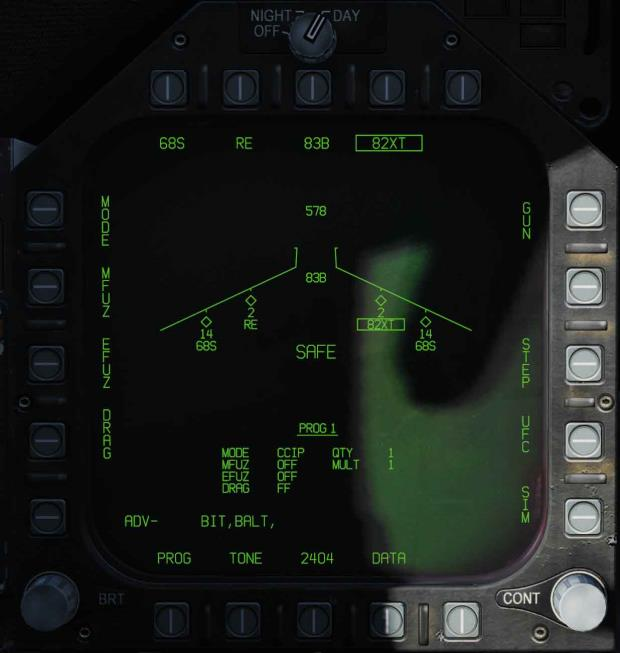 NIGHT DAY
OFF
68S RE 83B 82XT
MODE
578
GUN
MFUZ
83B
2 2
RE 82XT
14 14
68S 68S
EFUZ
SAFE
STEP
DRAG
PROG 1
UFC
MODE CCIP QTY 1
MFUZ OFF MULT 1
EFUZ OFF
DRAG FF
SIM
ADV- BIT,BALT,
PROG TONE 2404 DATA
BRT
CONT